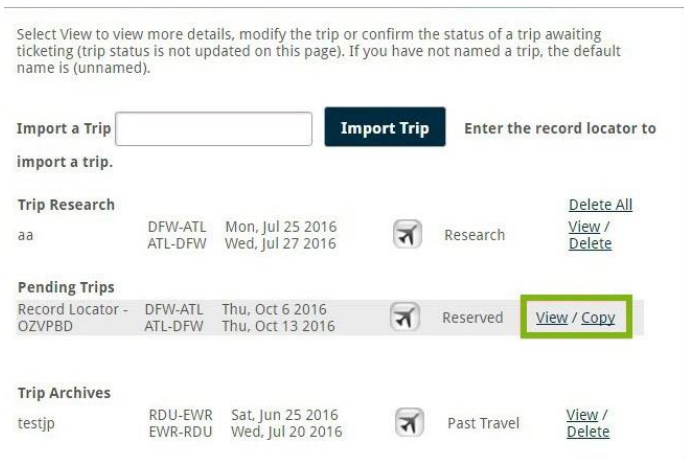 Select View to view more details, modify the trip or confirm the status of a trip awaiting
ticketing (trip status is not updated on this page). If you have not named a trip, the default
name is (unnamed).
Import a Trip Import Trip Enter the record locator to
import a trip.
Trip Research Delete All
DFW-ATL Mon, Jul 25 2016 View /
aa Research
ATL-DFW Wed, Jul 27 2016 Delete
Pending Trips
Record Locator - DFW-ATL Thu, Oct 6 2016
Reserved View / Copy
OZVPBD ATL-DFW Thu, Oct 13 2016
Trip Archives
RDU-EWR Sat, Jun 25 2016 View /
testjp Past Travel
EWR-RDU Wed, Jul 20 2016 Delete